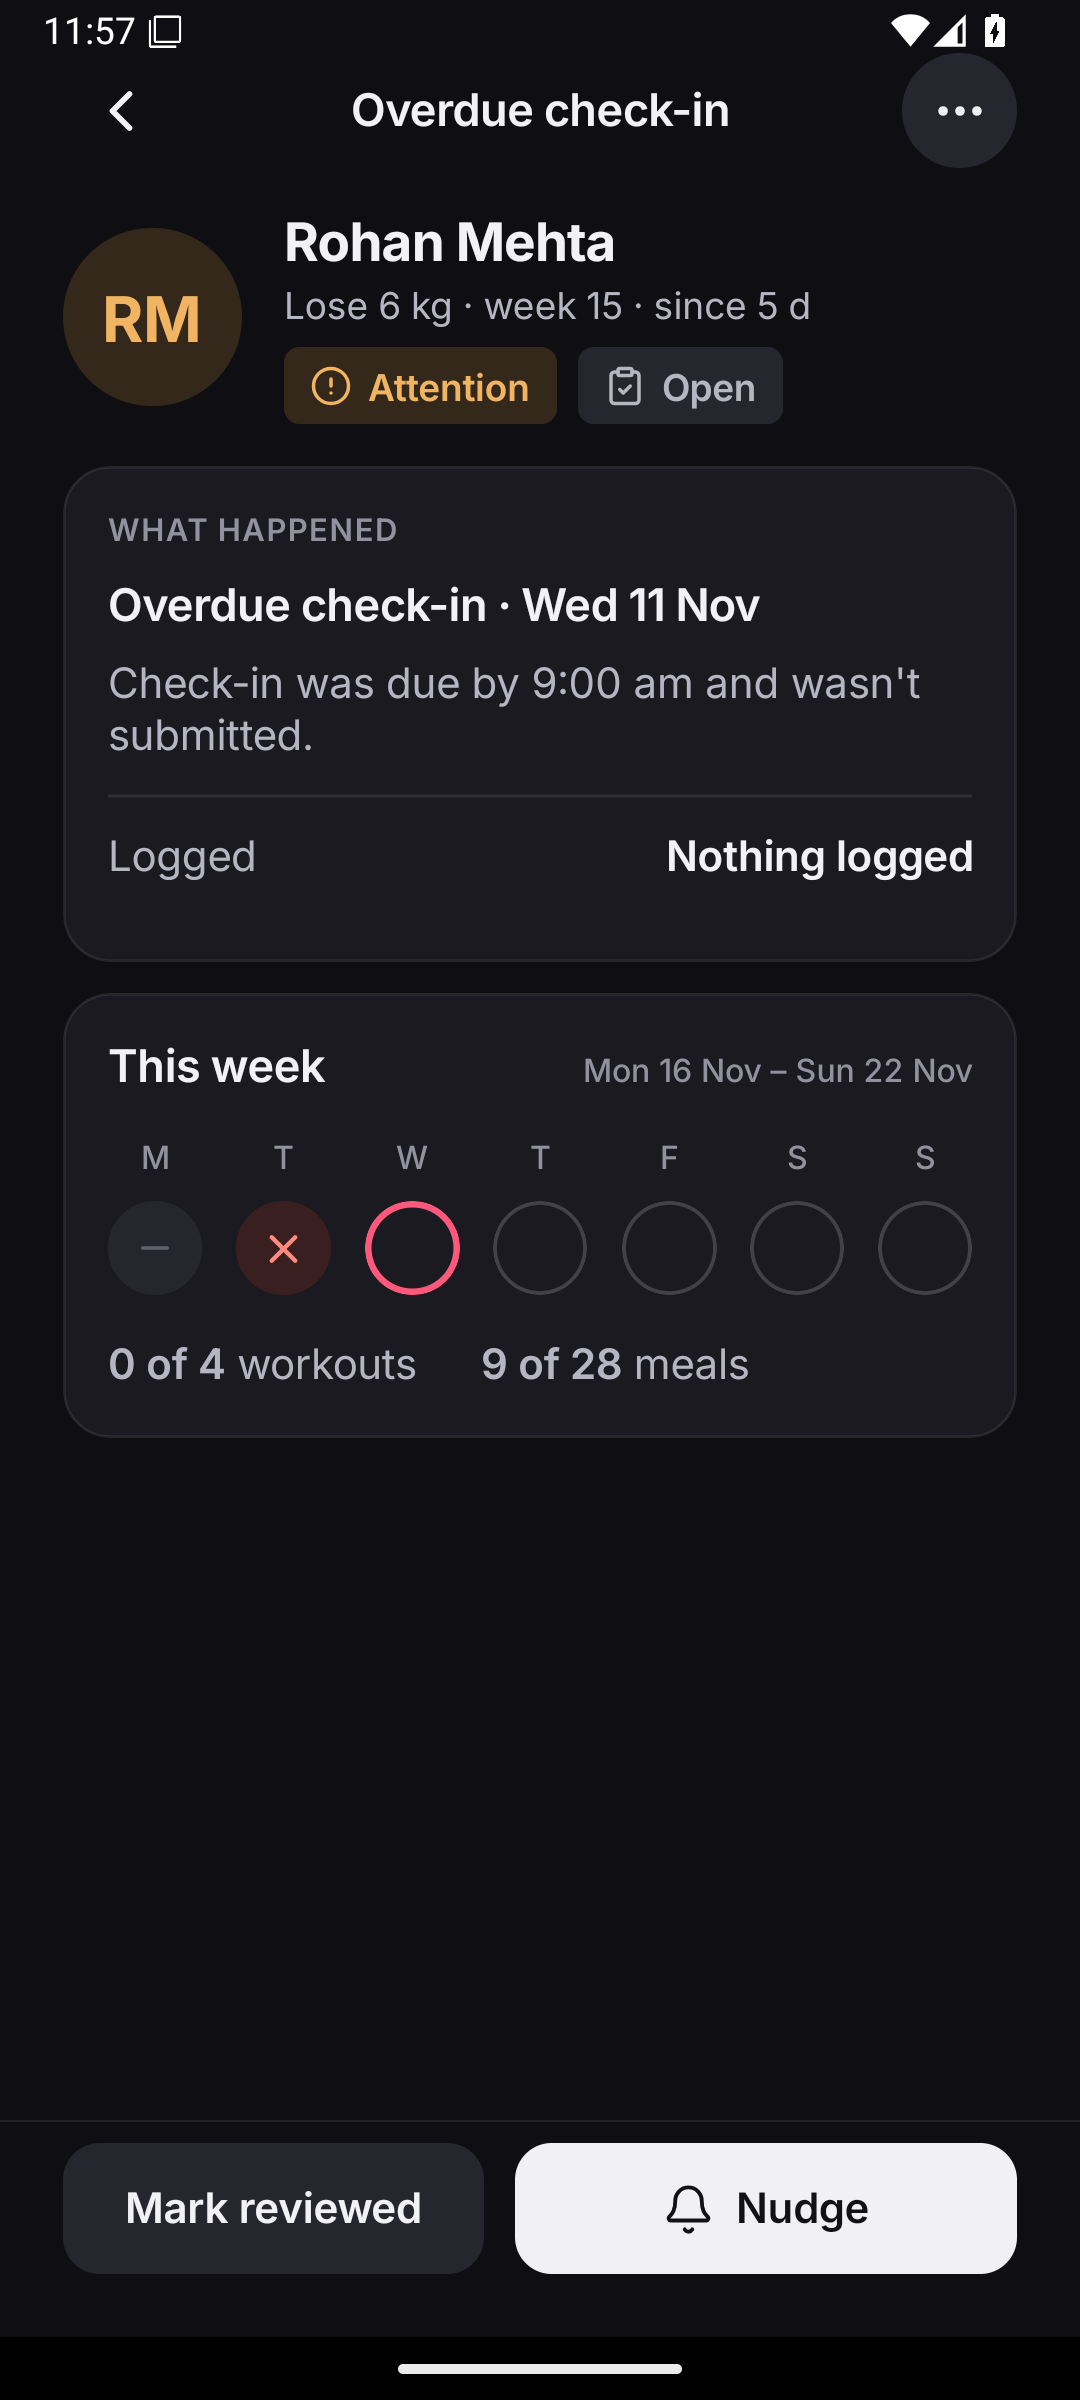 11:57
Overdue check-in
RM
Rohan Mehta
Lose 6 kg · week 15 · since 5 d
Attention
Open
WHAT HAPPENED
Overdue check-in · Wed 11 Nov
Check-in was due by 9:00 am and wasn't
submitted.
Logged
Nothing logged
This week
Mon 16 Nov – Sun 22 Nov
M T W T F S S
0 of 4 workouts
9 of 28 meals
Mark reviewed
Nudge